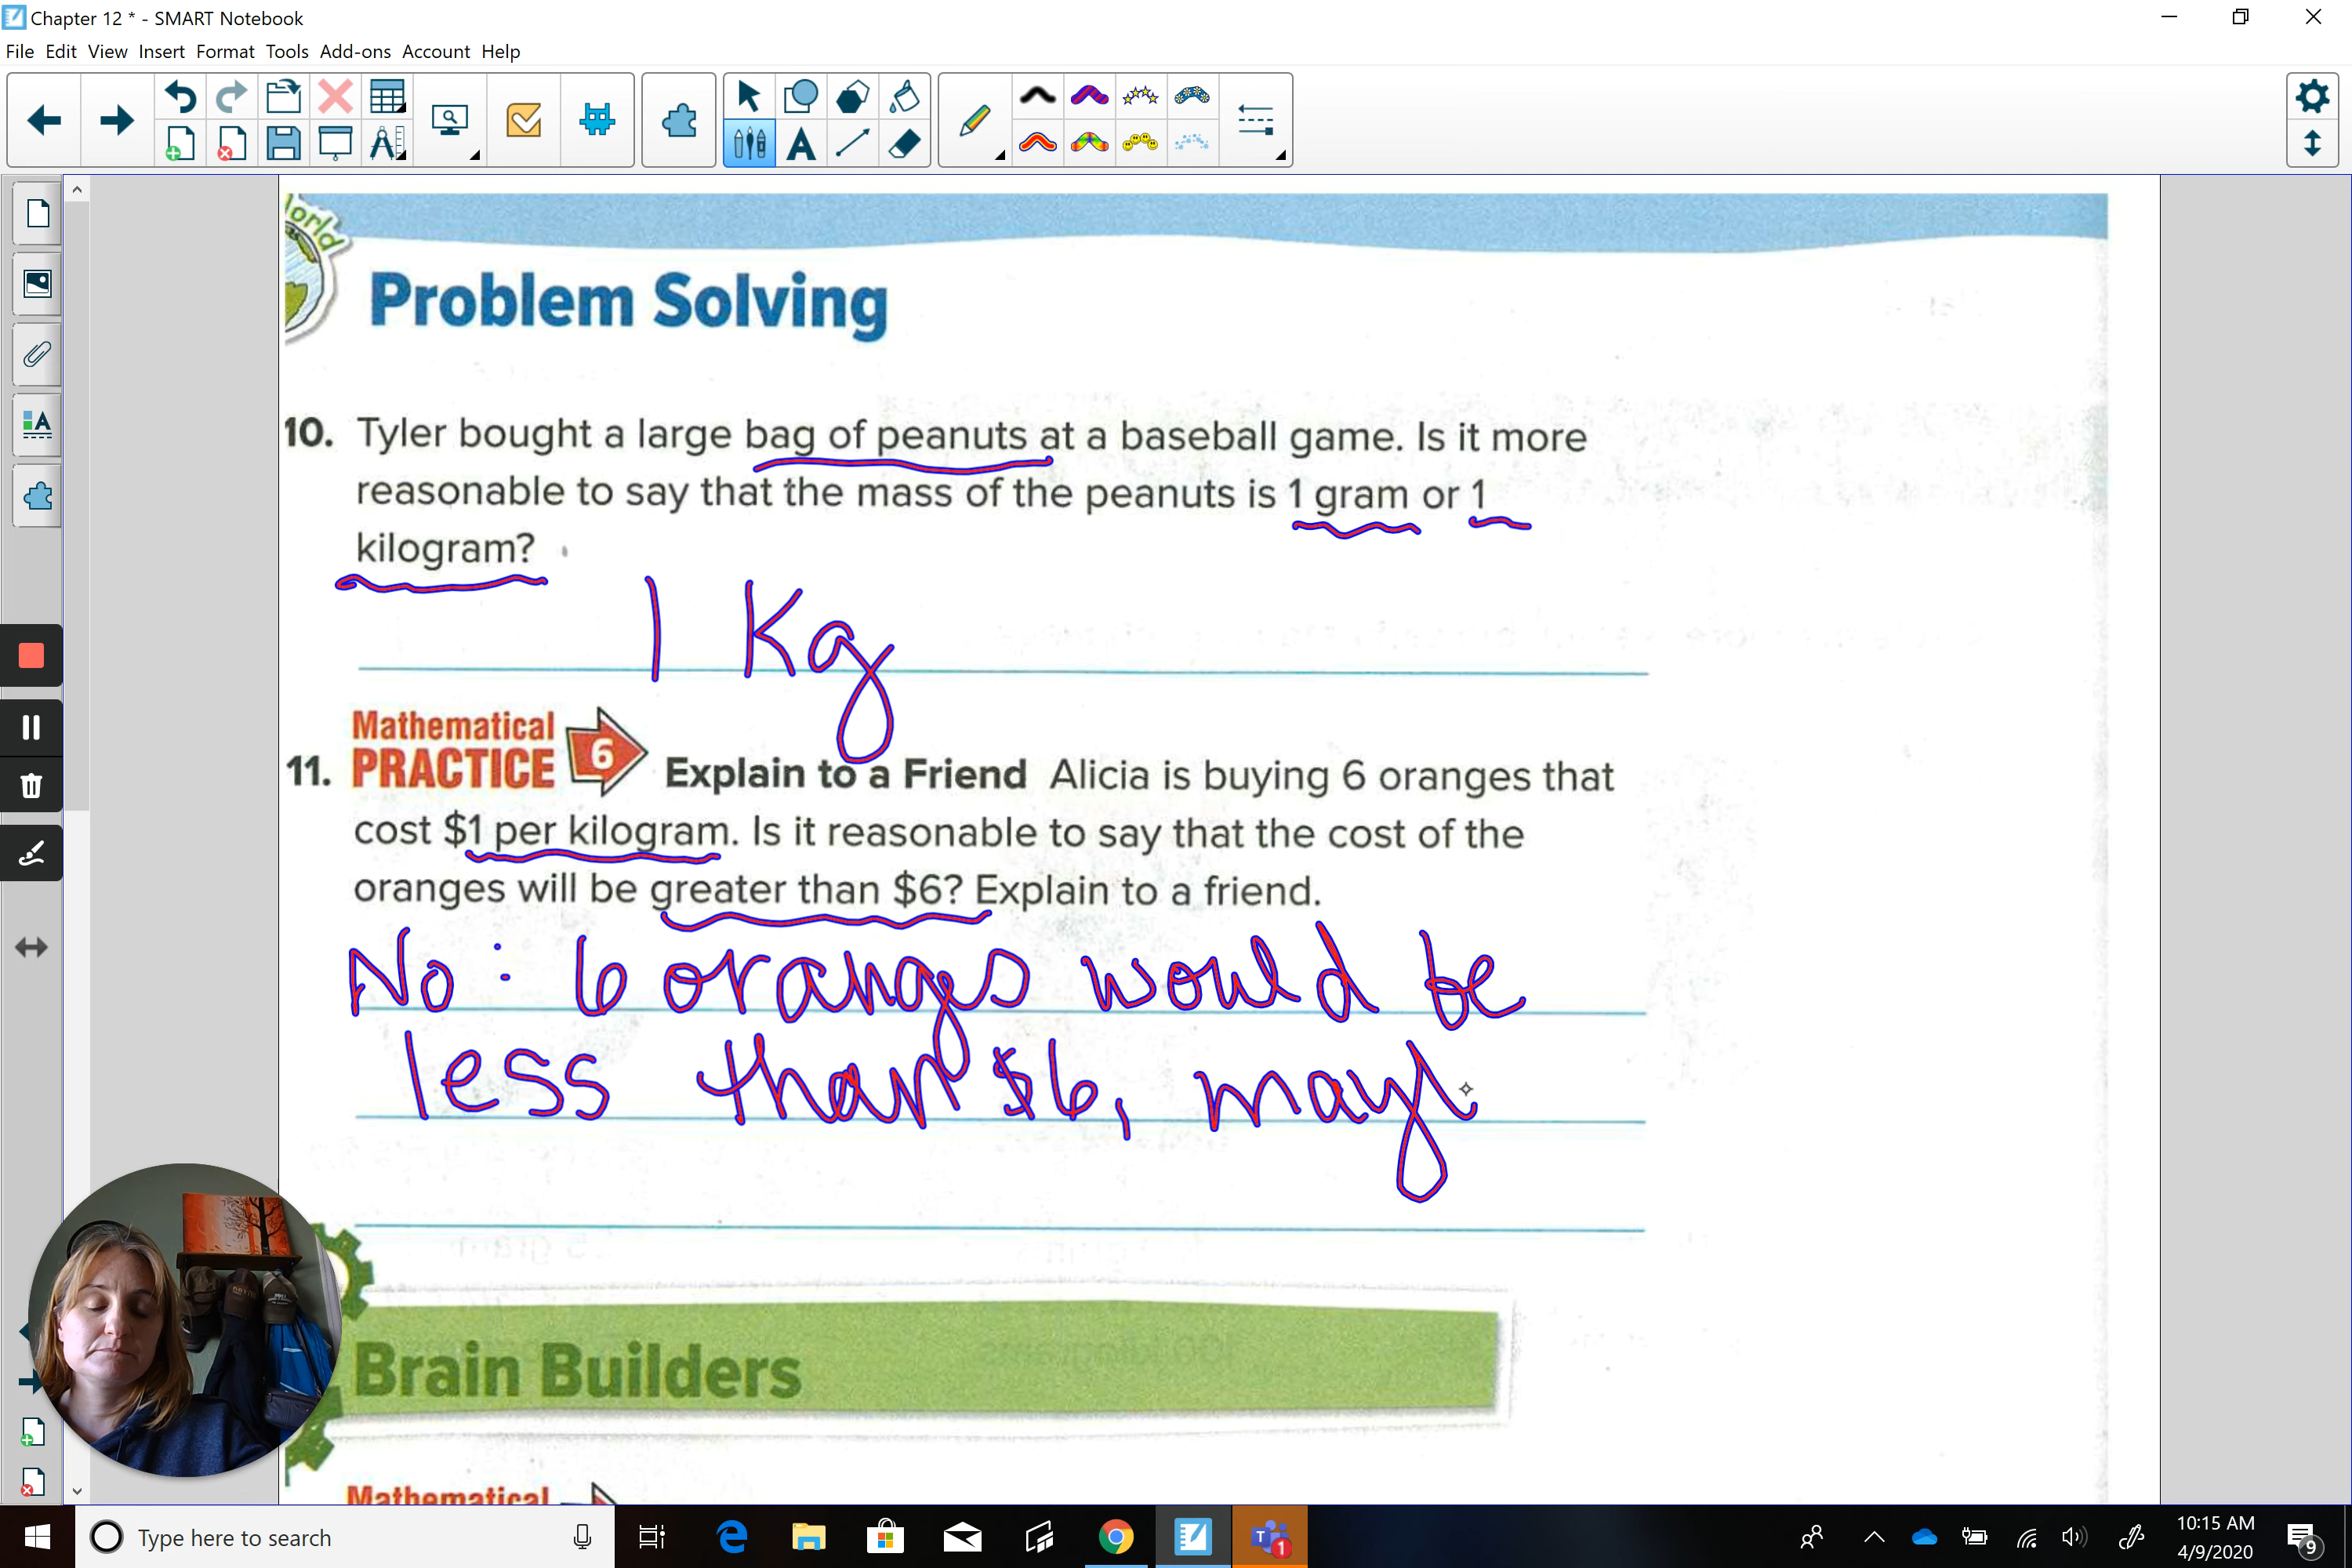 Chapter 12 * - SMART Notebook
File Edit View Insert Format Tools Add-ons Account Help
World
Problem Solving
10. Tyler bought a large bag of peanuts at a baseball game. Is it more
reasonable to say that the mass of the peanuts is 1 gram or 1
kilogram?
1 Kg
Mathematical
11. PRACTICE 6 Explain to a Friend Alicia is buying 6 oranges that
cost $1 per kilogram. Is it reasonable to say that the cost of the
oranges will be greater than $6? Explain to a friend.
No: 6 oranges would be
less than $6, mayb
Brain Builders
Mathematical
Type here to search
T 1
10:15 AM
4/9/2020
9